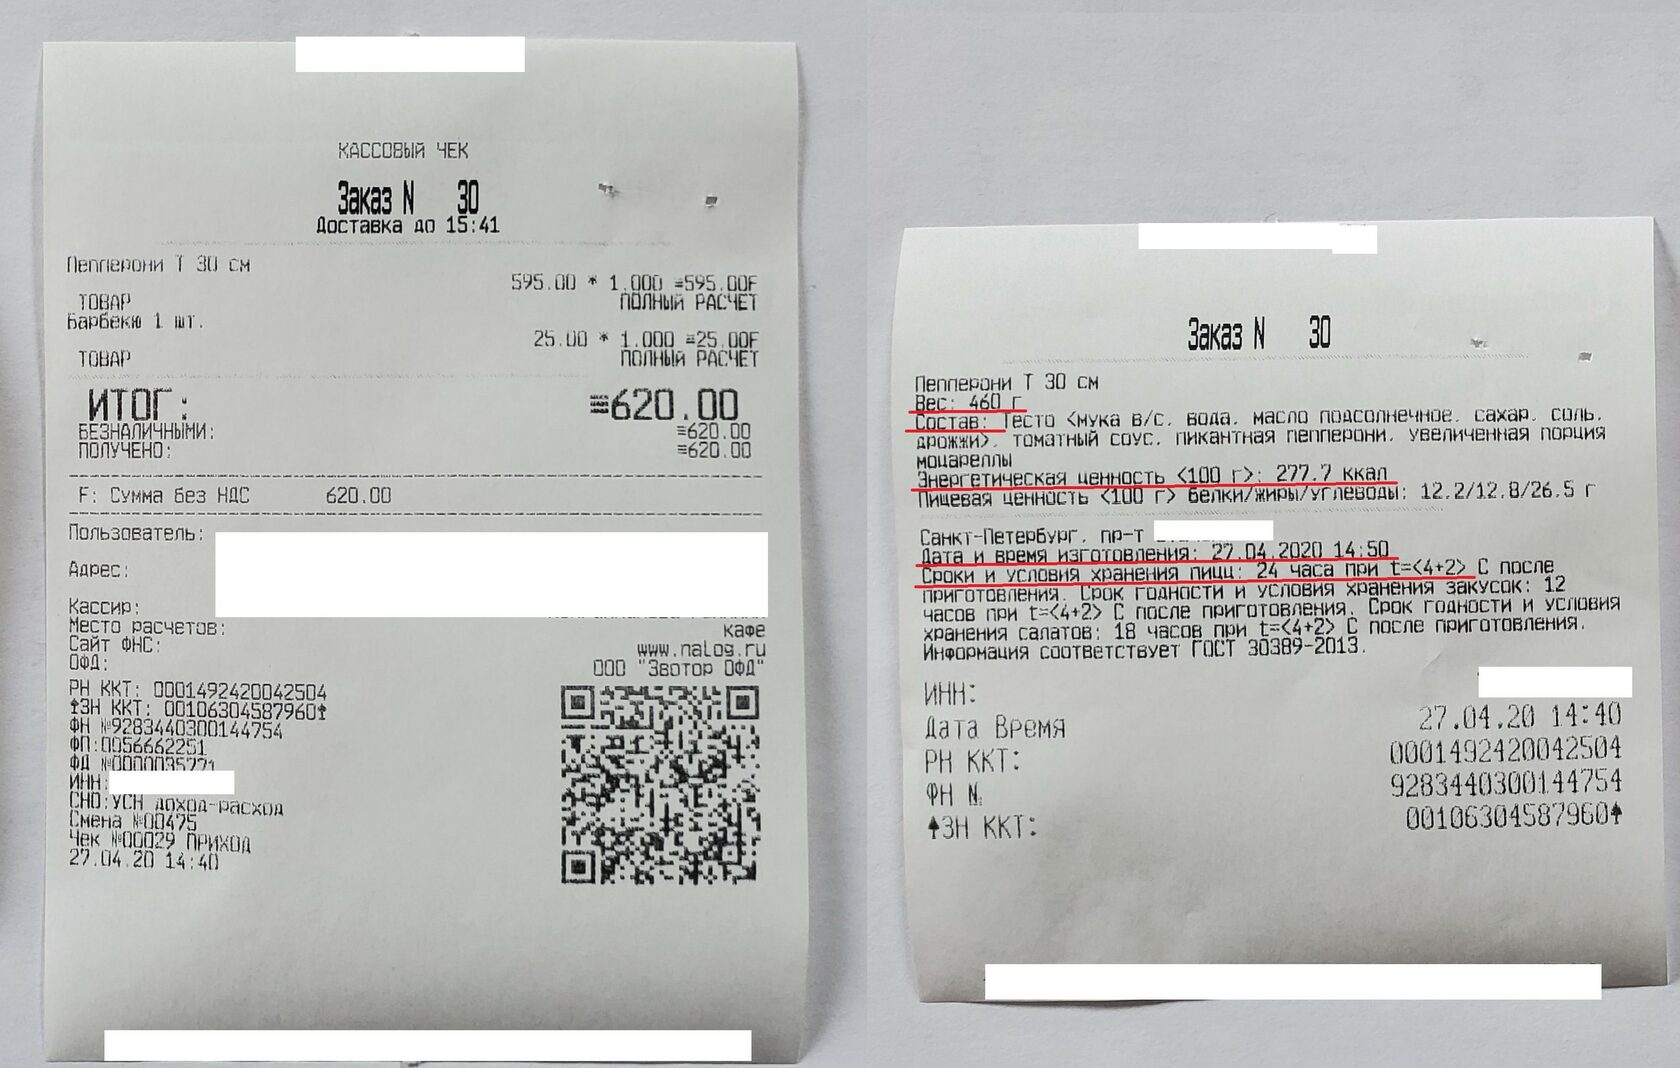 КАССОВЫЙ ЧЕК
Заказ N 30
Доставка до 15:41
Пепперони Т 30 см
595.00 * 1.000 =595.00F
ТОВАР ПОЛНЫЙ РАСЧЕТ
Барбекю 1 шт.
25.00 * 1.000 =25.00F
ТОВАР ПОЛНЫЙ РАСЧЕТ
ИТОГ: =620.00
БЕЗНАЛИЧНЫМИ: =620.00
ПОЛУЧЕНО: =620.00
F: Сумма без НДС 620.00
Пользователь:
Адрес:
Кассир:
Место расчетов: кафе
Сайт ФНС: www.nalog.ru
ОФД: ООО "Эвотор ОФД"
РН ККТ: 0001492420042504
ЗН ККТ: 00106304587960
ФН №9283440300144754
ФП:0056662251
ФД №0000035771
ИНН:
СНО:УСН доход-расход
Смена №00475
Чек №00029 ПРИХОД
27.04.20 14:40
Заказ N 30
Пепперони Т 30 см
Вес: 460 г
Состав: Тесто <мука в/с, вода, масло подсолнечное, сахар, соль,
дрожжи>, томатный соус, пикантная пепперони, увеличенная порция
моцареллы
Энергетическая ценность <100 г>: 277.7 ккал
Пищевая ценность <100 г> белки/жиры/углеводы: 12.2/12.8/26.5 г
Санкт-Петербург, пр-т
Дата и время изготовления: 27.04.2020 14:50
Сроки и условия хранения пицц: 24 часа при t=<4+2> С после
приготовления. Срок годности и условия хранения закусок: 12
часов при t=<4+2> С после приготовления. Срок годности и условия
хранения салатов: 18 часов при t=<4+2> С после приготовления.
Информация соответствует ГОСТ 30389-2013.
ИНН:
Дата Время 27.04.20 14:40
РН ККТ: 0001492420042504
ФН № 9283440300144754
ЗН ККТ: 00106304587960